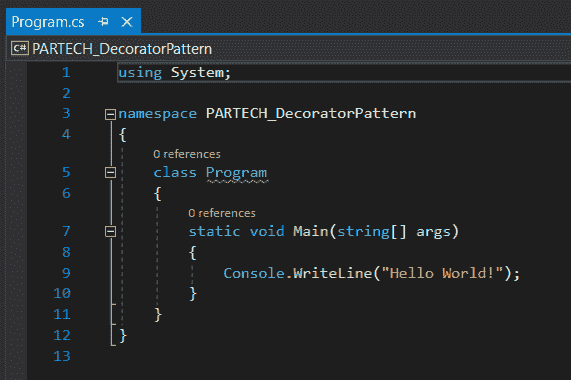 Program.cs
C# PARTECH_DecoratorPattern
1 using System;
2
3 namespace PARTECH_DecoratorPattern
4 {
0 references
5 class Program
6 {
0 references
7 static void Main(string[] args)
8 {
9 Console.WriteLine("Hello World!");
10 }
11 }
12 }
13